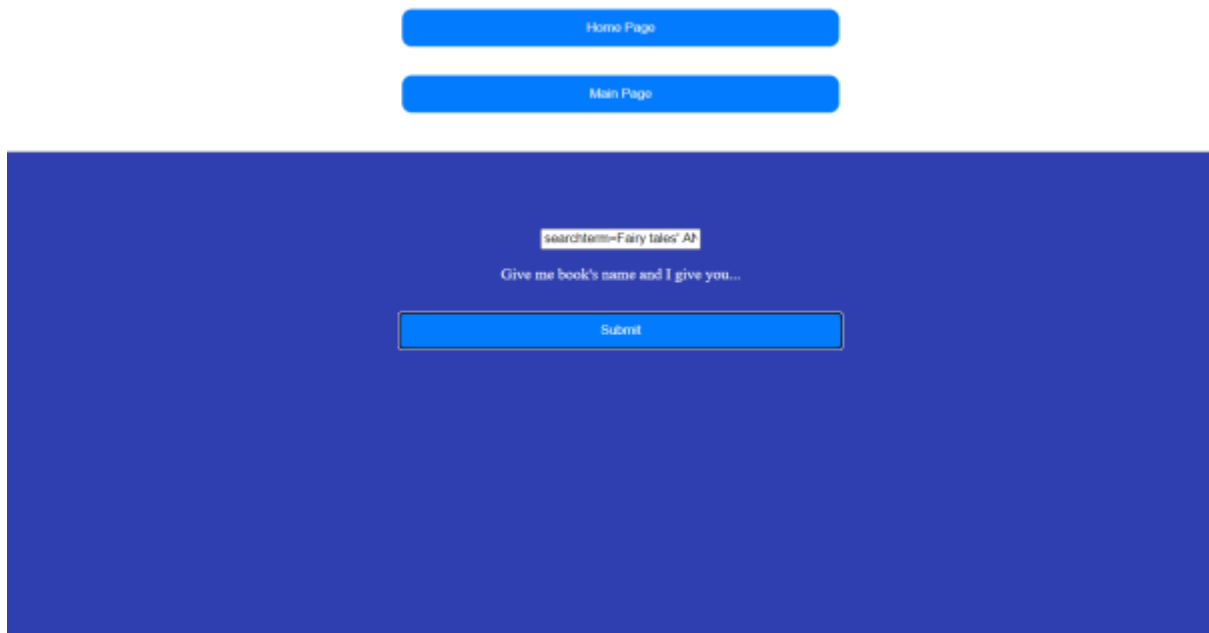 Home Page
Main Page
searchterm=Fairy tales' AN
Give me book's name and I give you...
Submit